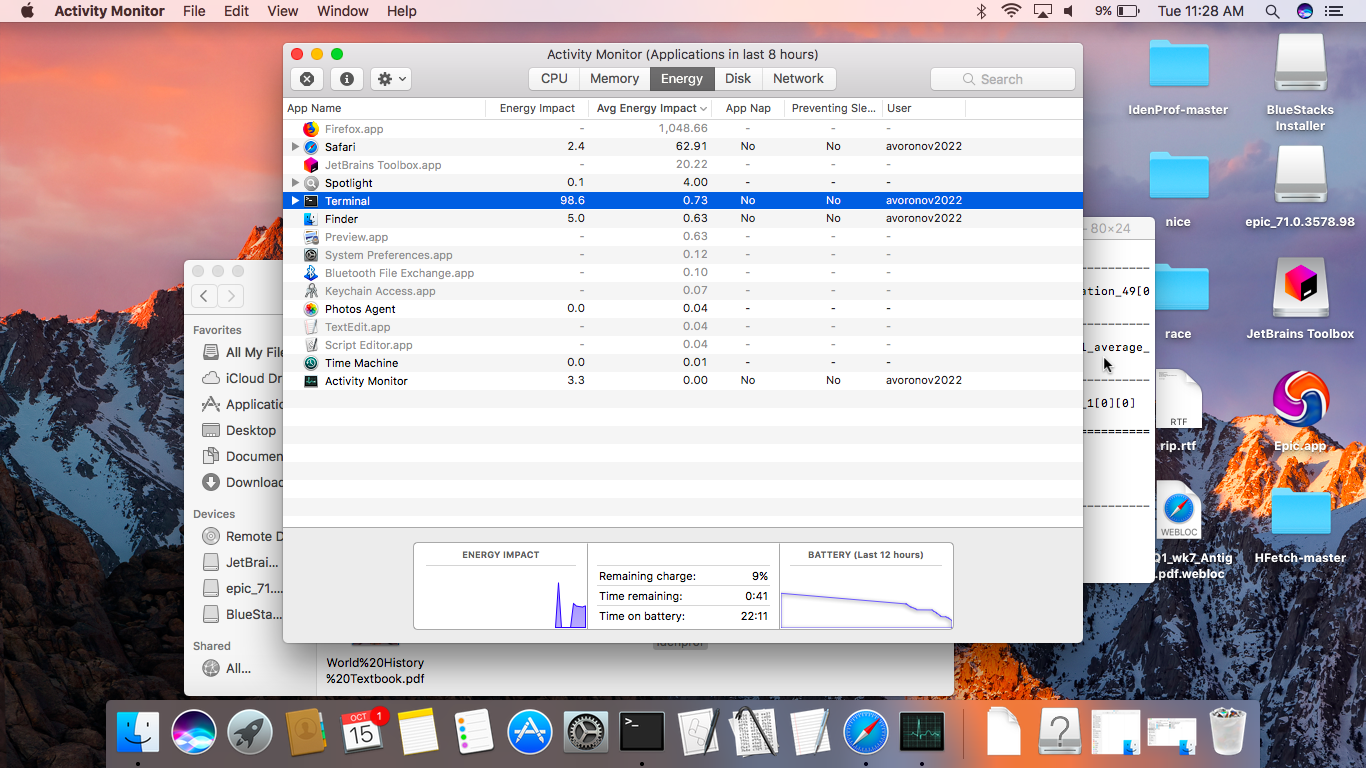 Activity Monitor File Edit View Window Help 9% Tue 11:28 AM
Activity Monitor (Applications in last 8 hours)
CPU Memory Energy Disk Network Search
App Name Energy Impact Avg Energy Impact App Nap Preventing Sle... User
Firefox.app - 1,048.66 - - -
Safari 2.4 62.91 No No avoronov2022
JetBrains Toolbox.app - 20.22 - - -
Spotlight 0.1 4.00 - - -
Terminal 98.6 0.73 No No avoronov2022
Finder 5.0 0.63 No No avoronov2022
Preview.app - 0.63 - - -
System Preferences.app - 0.12 - - -
Bluetooth File Exchange.app - 0.10 - - -
Keychain Access.app - 0.07 - - -
Photos Agent 0.0 0.04 - - -
TextEdit.app - 0.04 - - -
Script Editor.app - 0.04 - - -
Time Machine 0.0 0.01 - - -
Activity Monitor 3.3 0.00 No No avoronov2022
ENERGY IMPACT
Remaining charge: 9%
Time remaining: 0:41
Time on battery: 22:11
BATTERY (Last 12 hours)
Favorites
All My File
iCloud Dr
Applicatio
Desktop
Documen
Download
Devices
Remote D
JetBrai...
epic_71....
BlueSta...
Shared
All...
World%20History
%20Textbook.pdf
idenprof
- 80×24
ation_49[0
l_average_
_1[0][0]
==========
IdenProf-master
BlueStacks
Installer
nice
epic_71.0.3578.98
race
JetBrains Toolbox
RTF
rip.rtf
Epic.app
WEBLOC
Q1_wk7_Antig
.pdf.webloc
HFetch-master
OCT
15
1